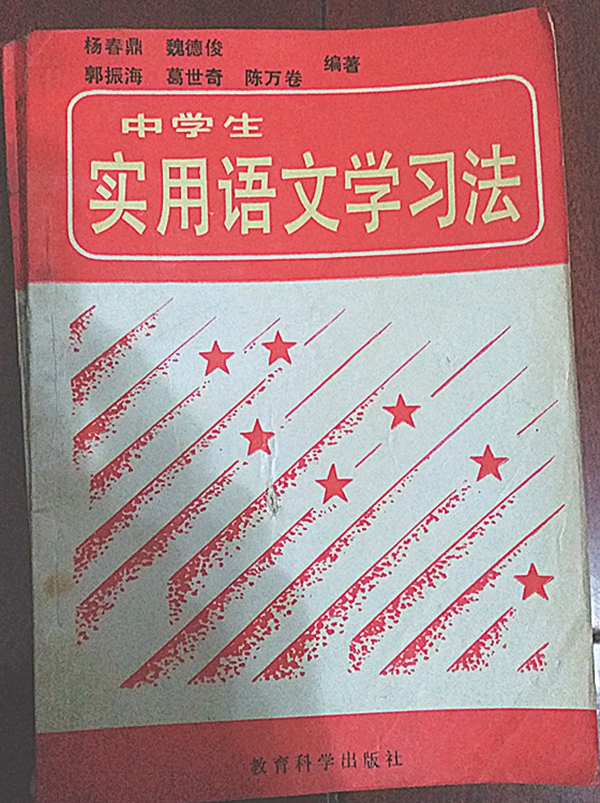 杨春鼎 魏德俊
郭振海 葛世奇 陈万卷 编著
中学生
实用语文学习法
教育科学出版社